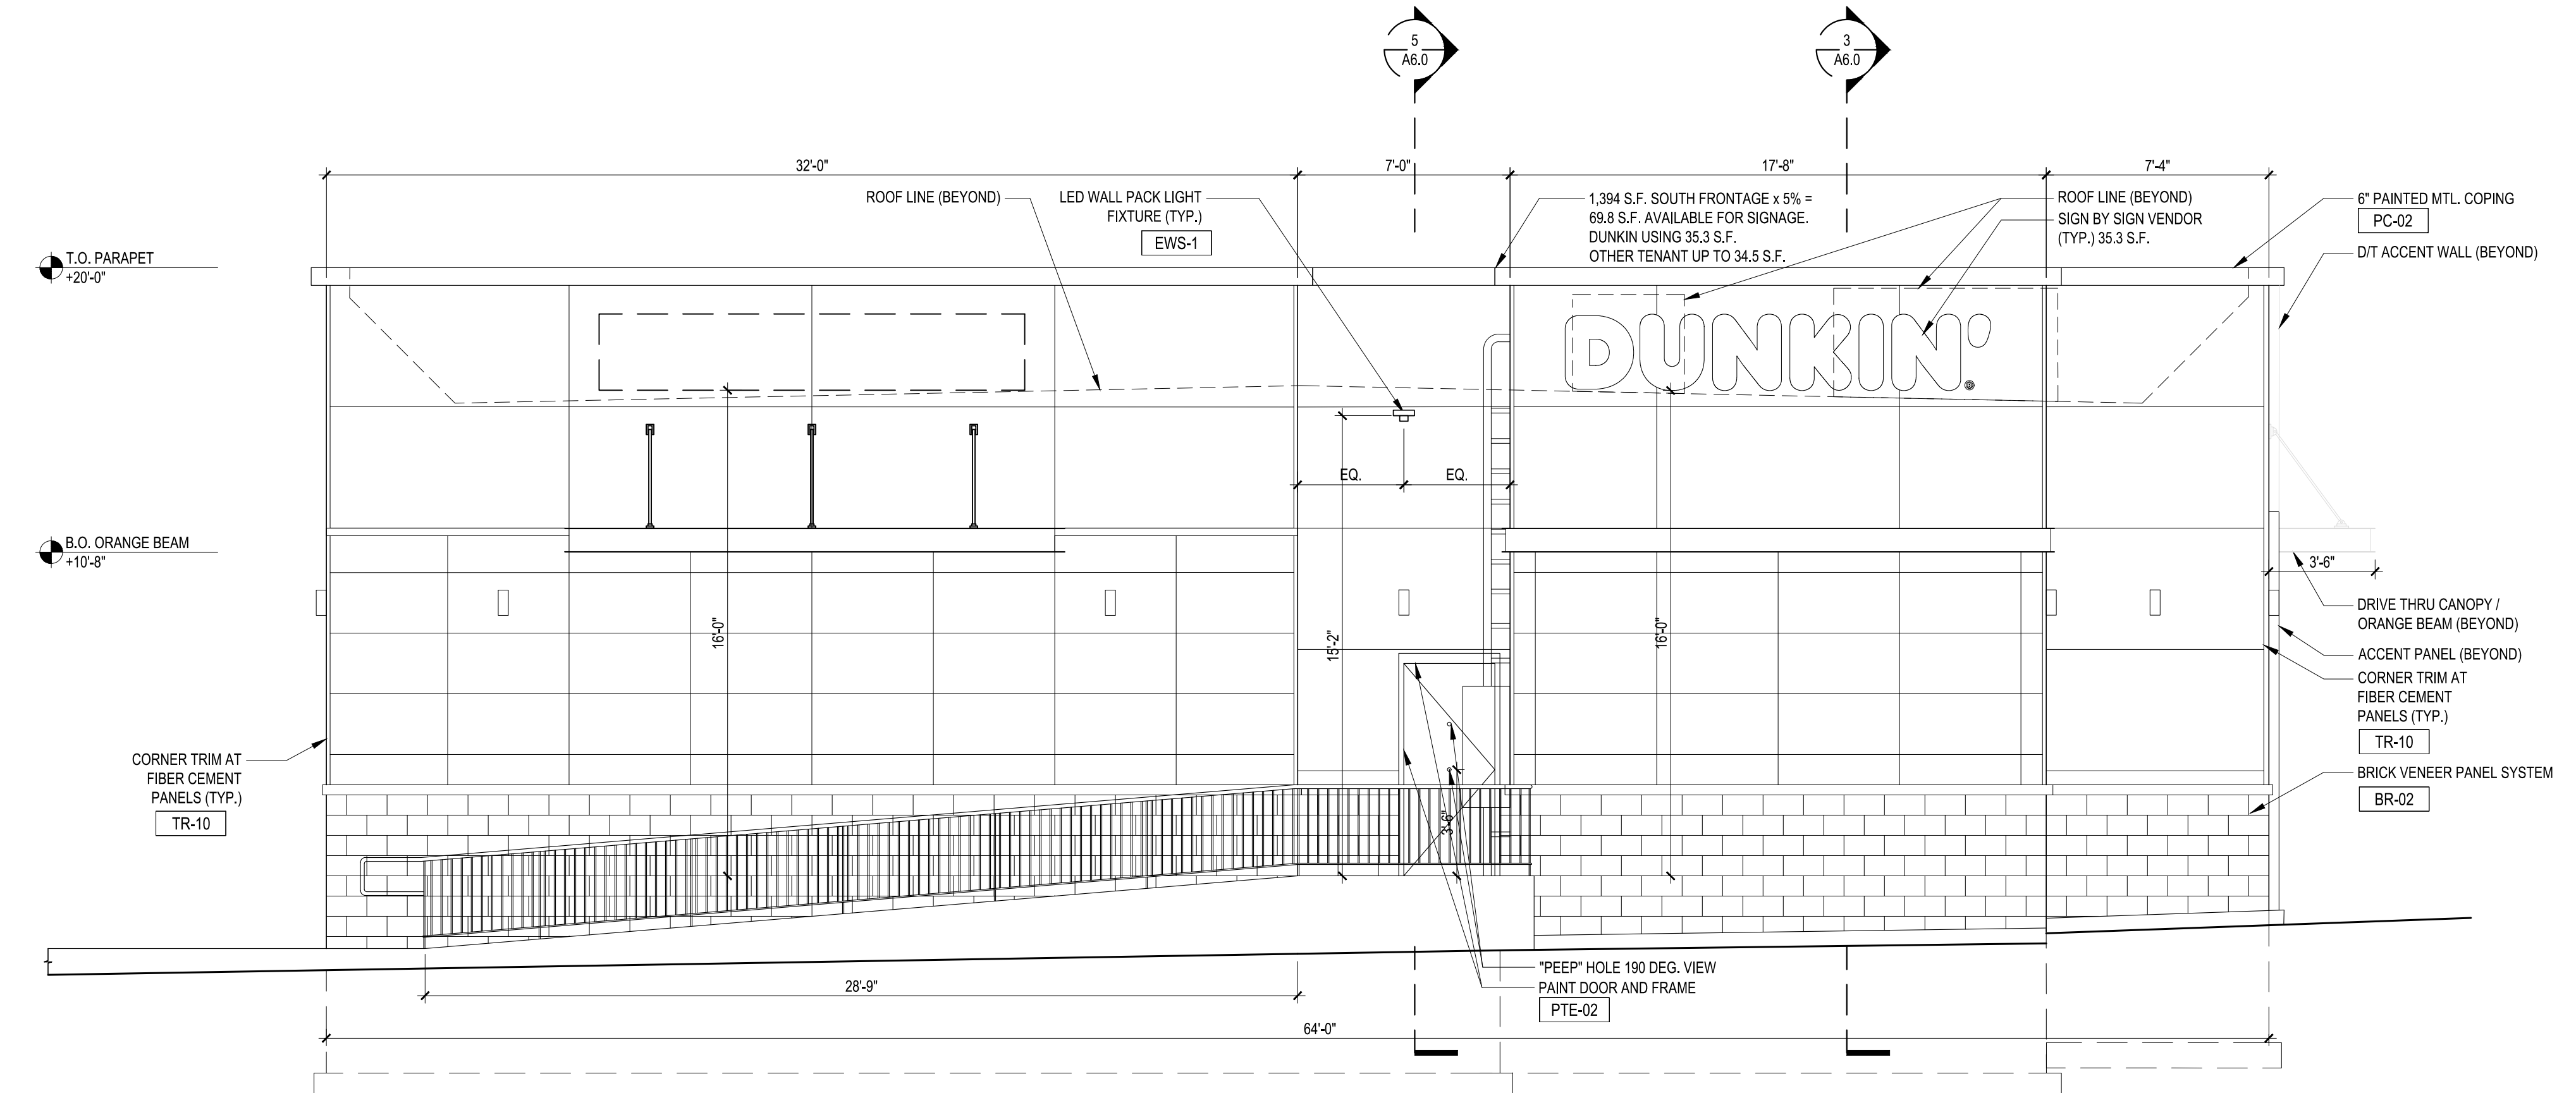 5
A6.0
3
A6.0
32'-0"
7'-0"
17'-8"
7'-4"
ROOF LINE (BEYOND)
LED WALL PACK LIGHT
FIXTURE (TYP.)
EWS-1
1,394 S.F. SOUTH FRONTAGE x 5% =
69.8 S.F. AVAILABLE FOR SIGNAGE.
DUNKIN USING 35.3 S.F.
OTHER TENANT UP TO 34.5 S.F.
ROOF LINE (BEYOND)
SIGN BY SIGN VENDOR
(TYP.) 35.3 S.F.
6" PAINTED MTL. COPING
PC-02
D/T ACCENT WALL (BEYOND)
T.O. PARAPET
+20'-0"
DUNKIN'
®
EQ.
EQ.
B.O. ORANGE BEAM
+10'-8"
3'-6"
16'-0"
15'-2"
16'-0"
DRIVE THRU CANOPY /
ORANGE BEAM (BEYOND)
ACCENT PANEL (BEYOND)
CORNER TRIM AT
FIBER CEMENT
PANELS (TYP.)
TR-10
CORNER TRIM AT
FIBER CEMENT
PANELS (TYP.)
TR-10
BRICK VENEER PANEL SYSTEM
BR-02
3'-6"
"PEEP" HOLE 190 DEG. VIEW
PAINT DOOR AND FRAME
PTE-02
28'-9"
64'-0"